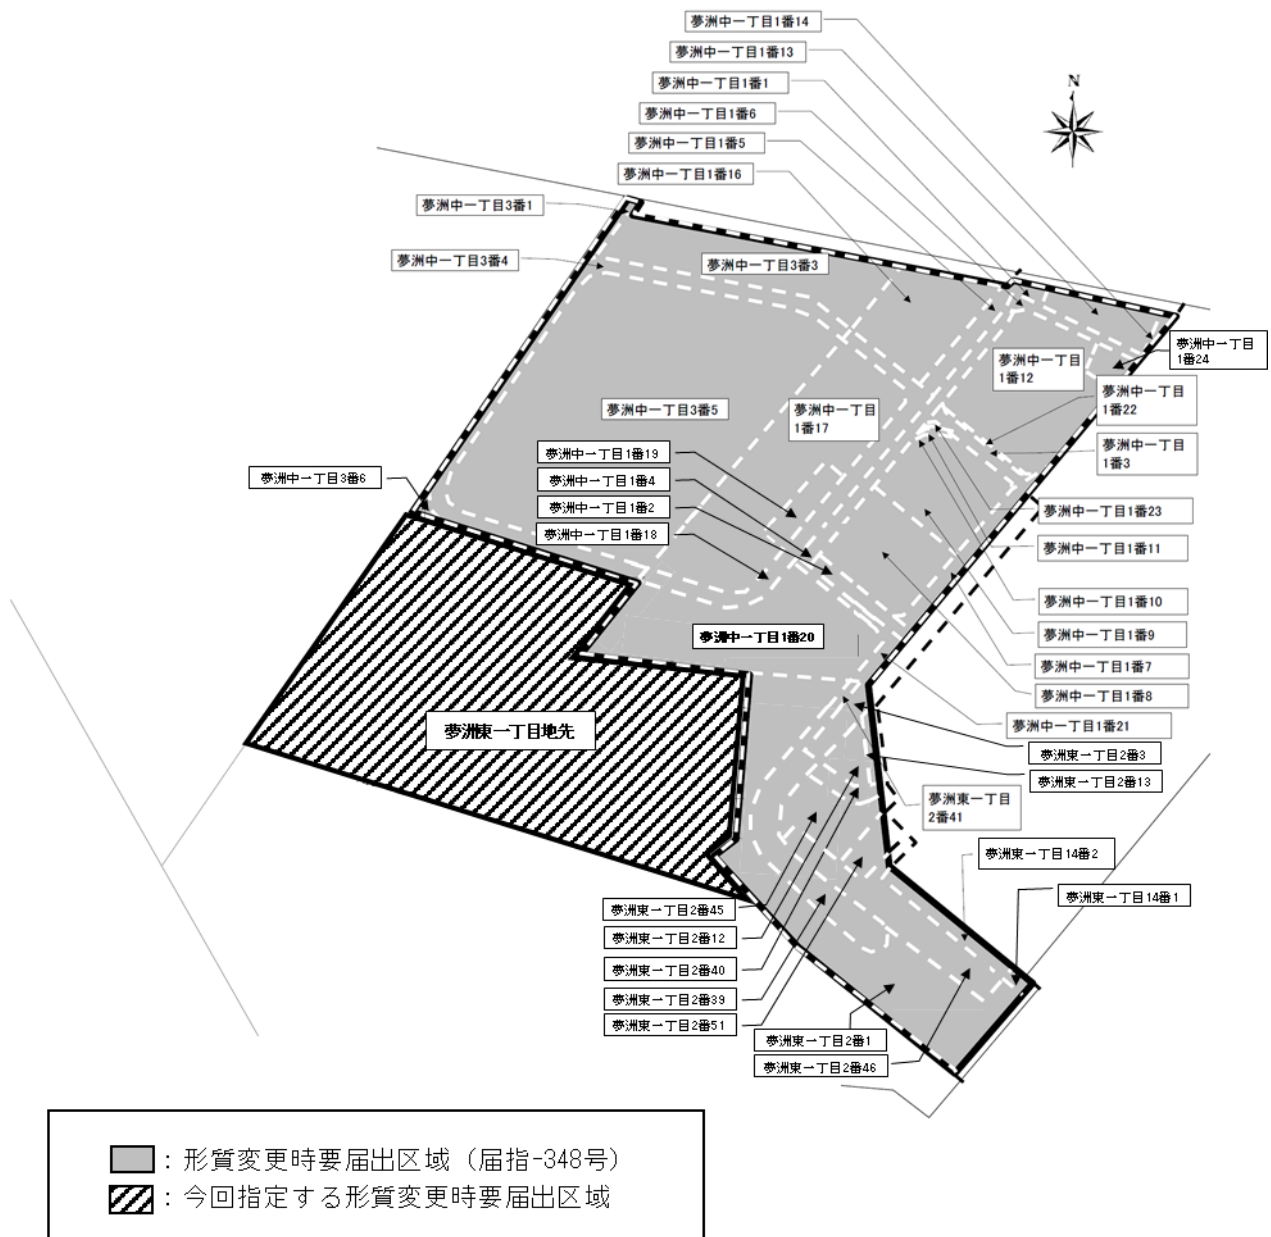 夢洲中一丁目1番14
夢洲中一丁目1番13
夢洲中一丁目1番1
夢洲中一丁目1番6
夢洲中一丁目1番5
夢洲中一丁目1番16
N
夢洲中一丁目3番1
夢洲中一丁目3番4
夢洲中一丁目3番3
夢洲中一丁目
1番24
夢洲中一丁目
1番12
夢洲中一丁目
1番22
夢洲中一丁目3番5
夢洲中一丁目
1番17
夢洲中一丁目
1番3
夢洲中一丁目1番19
夢洲中一丁目3番6
夢洲中一丁目1番4
夢洲中一丁目1番2
夢洲中一丁目1番18
夢洲中一丁目1番23
夢洲中一丁目1番11
夢洲中一丁目1番10
夢洲中一丁目1番9
夢洲中一丁目1番20
夢洲中一丁目1番7
夢洲中一丁目1番8
夢洲中一丁目1番21
夢洲東一丁目地先
夢洲東一丁目2番3
夢洲東一丁目2番13
夢洲東一丁目
2番41
夢洲東一丁目14番2
夢洲東一丁目14番1
夢洲東一丁目2番45
夢洲東一丁目2番12
夢洲東一丁目2番40
夢洲東一丁目2番39
夢洲東一丁目2番51
夢洲東一丁目2番1
夢洲東一丁目2番46
：形質変更時要届出区域（届指-348号）
：今回指定する形質変更時要届出区域